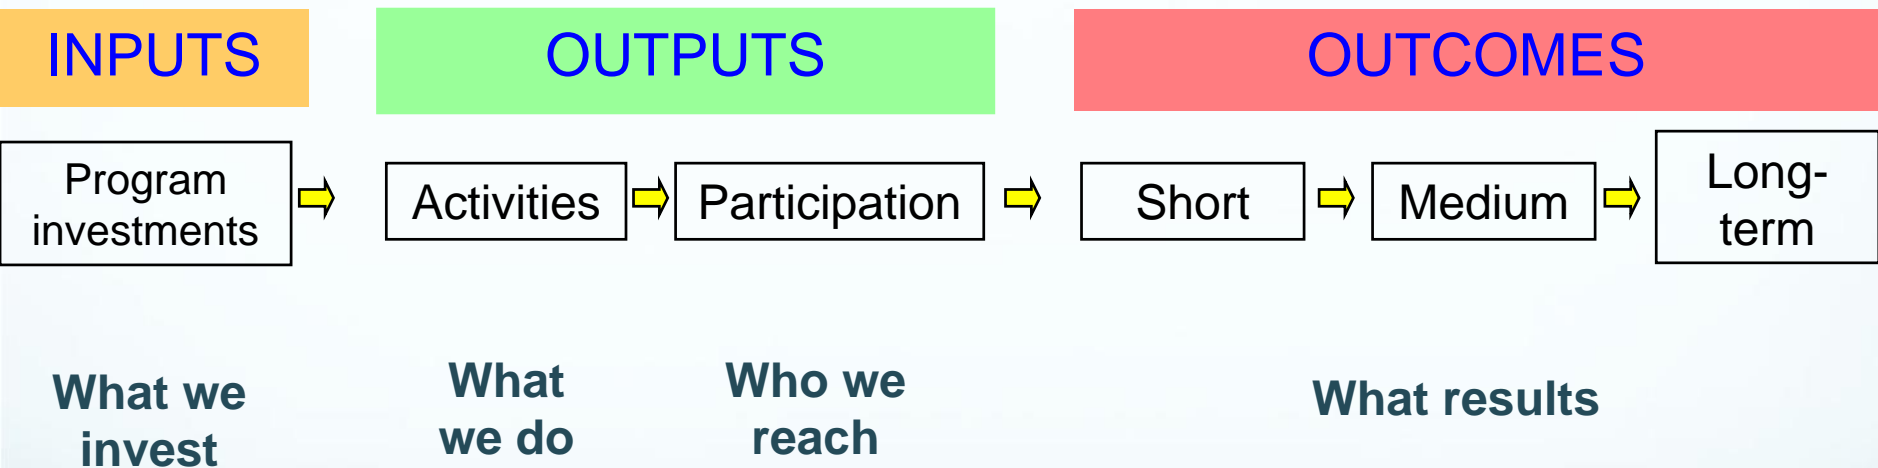 INPUTS
OUTPUTS
OUTCOMES
Program
investments
Activities
Participation
Short
Medium
Long-
term
What we
invest
What
we do
Who we
reach
What results